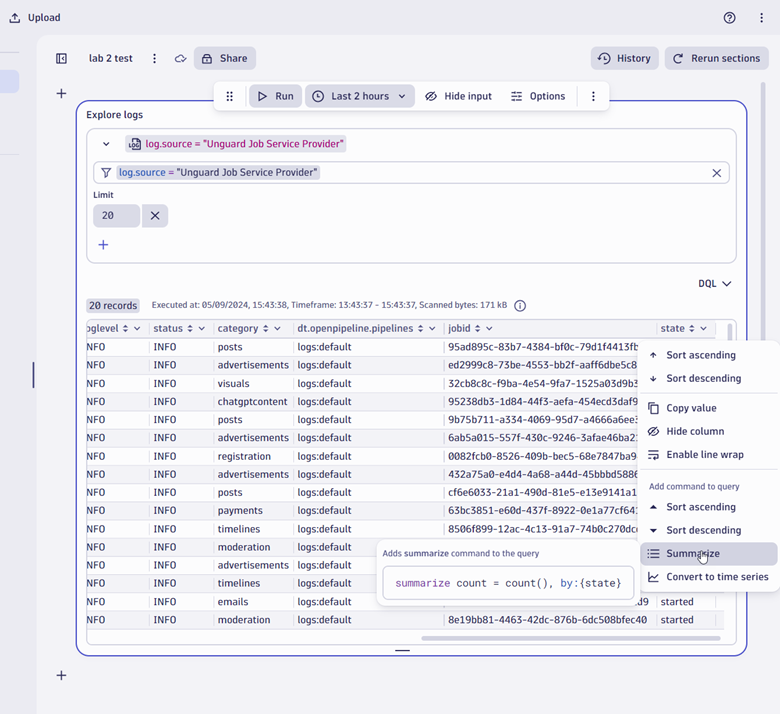 Upload
lab 2 test
Share
History
Rerun sections
Run
Last 2 hours
Hide input
Options
Explore logs
LOG
log.source = "Unguard Job Service Provider"
log.source = "Unguard Job Service Provider"
Limit
20
DQL
20 records
Executed at: 05/09/2024, 15:43:38, Timeframe: 13:43:37 - 15:43:37, Scanned bytes: 171 kB
oglevel status category dt.openpipeline.pipelines jobid state
NFO INFO posts logs:default 95ad895c-83b7-4384-bf0c-79d1f4413fb
NFO INFO advertisements logs:default ed2999c8-73be-4553-bb2f-aaff6dbe5c8
NFO INFO visuals logs:default 32cb8c8c-f9ba-4e54-9fa7-1525a03d9b3
NFO INFO chatgptcontent logs:default 95238db3-1d84-44f3-aefa-454ecd3daf9
NFO INFO posts logs:default 9b75b711-a334-4069-95d7-a4666a6ee3
NFO INFO advertisements logs:default 6ab5a015-557f-430c-9246-3afae46ba2
NFO INFO registration logs:default 0082fcb0-8526-409b-bec5-68e7847ba9
NFO INFO advertisements logs:default 432a75a0-e4d4-4a68-a44d-45bbbd5886
NFO INFO posts logs:default cf6e6033-21a1-490d-81e5-e13e9141a1
NFO INFO payments logs:default 63bc3851-e60d-437f-8922-0e1a77cf64
NFO INFO timelines logs:default 8506f899-12ac-4c13-91a7-74b0c270dc
NFO INFO moderation logs:default
NFO INFO advertisements logs:default
NFO INFO timelines logs:default
NFO INFO emails logs:default d9 started
NFO INFO moderation logs:default 8e19bb81-4463-42dc-876b-6dc508bfec40 started
Sort ascending
Sort descending
Copy value
Hide column
Enable line wrap
Add command to query
Sort ascending
Sort descending
Summarize
Convert to time series
Adds summarize command to the query
summarize count = count(), by:{state}